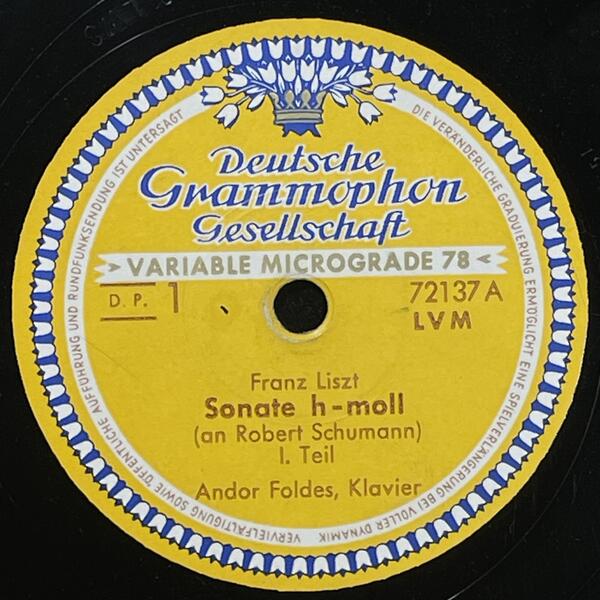 Deutsche
Grammophon
Gesellschaft
VARIABLE MICROGRADE 78
D. P. 1
72137 A
LVM
Franz Liszt
Sonate h-moll
(an Robert Schumann)
I. Teil
Andor Foldes, Klavier
DIE VERÄNDERLICHE GRADUIERUNG ERMÖGLICHT EINE SPIELVERLÄNGERUNG BEI VOLLER DYNAMIK
VERVIELFÄLTIGUNG SOWIE ÖFFENTLICHE AUFFÜHRUNG UND RUNDFUNKSENDUNG IST UNTERSAGT